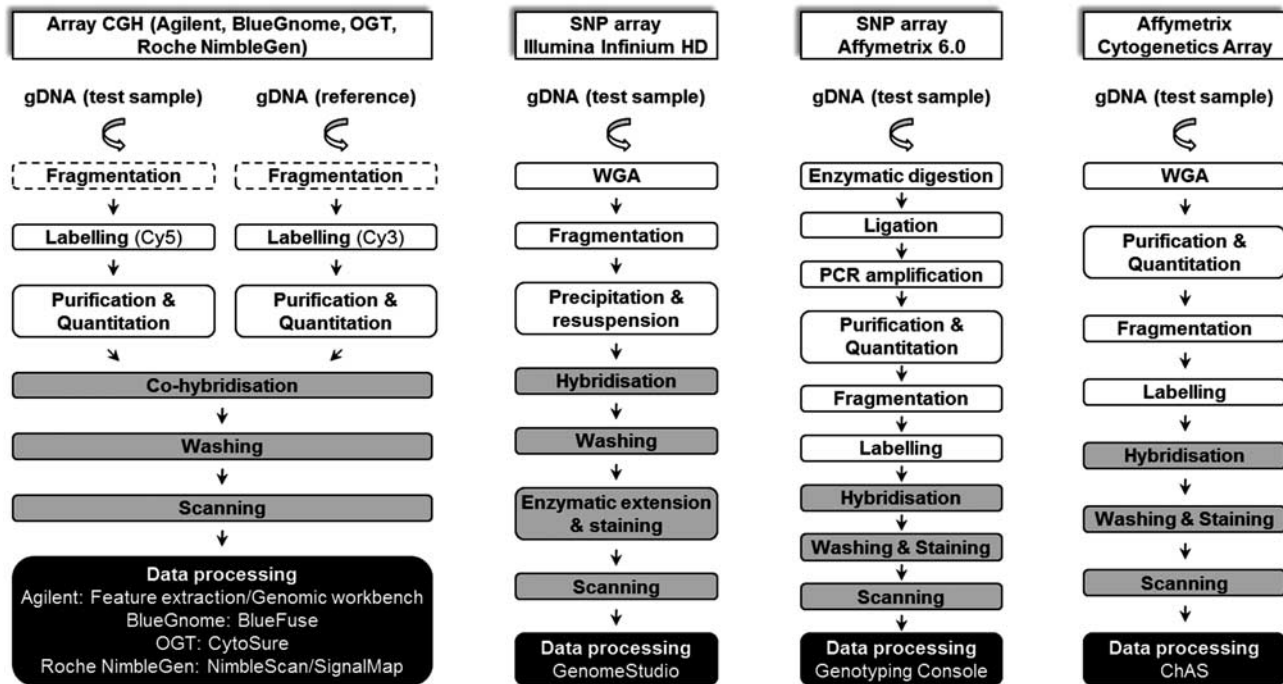 Array CGH (Agilent, BlueGnome, OGT,
Roche NimbleGen)
gDNA (test sample)
gDNA (reference)
Fragmentation
Fragmentation
Labelling (Cy5)
Labelling (Cy3)
Purification &
Quantitation
Purification &
Quantitation
Co-hybridisation
Washing
Scanning
Data processing
Agilent: Feature extraction/Genomic workbench
BlueGnome: BlueFuse
OGT: CytoSure
Roche NimbleGen: NimbleScan/SignalMap
SNP array
Illumina Infinium HD
gDNA (test sample)
WGA
Fragmentation
Precipitation &
resuspension
Hybridisation
Washing
Enzymatic extension
& staining
Scanning
Data processing
GenomeStudio
SNP array
Affymetrix 6.0
gDNA (test sample)
Enzymatic digestion
Ligation
PCR amplification
Purification &
Quantitation
Fragmentation
Labelling
Hybridisation
Washing & Staining
Scanning
Data processing
Genotyping Console
Affymetrix
Cytogenetics Array
gDNA (test sample)
WGA
Purification &
Quantitation
Fragmentation
Labelling
Hybridisation
Washing & Staining
Scanning
Data processing
ChAS